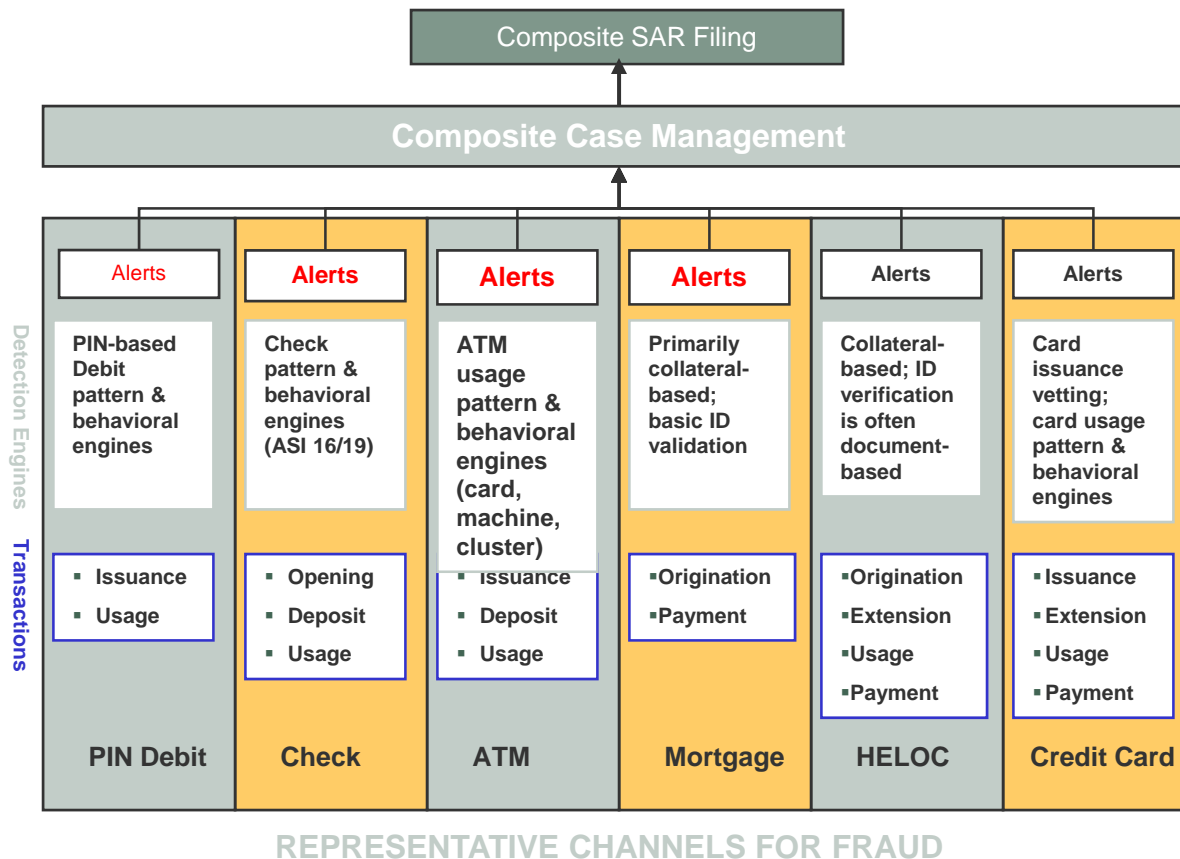 Composite SAR Filing
Composite Case Management
Alerts
Alerts
Alerts
Alerts
Alerts
Alerts
Detection Engines
PIN-based
Debit
pattern &
behavioral
engines
Check
pattern &
behavioral
engines
(ASI 16/19)
ATM
usage
pattern &
behavioral
engines
(card,
machine,
cluster)
Primarily
collateral-
based;
basic ID
validation
Collateral-
based; ID
verification
is often
document-
based
Card
issuance
vetting;
card usage
pattern &
behavioral
engines
Transactions
▪ Issuance
▪ Usage
▪ Opening
▪ Deposit
▪ Usage
▪ Issuance
▪ Deposit
▪ Usage
▪Origination
▪Payment
▪Origination
▪Extension
▪Usage
▪Payment
▪Issuance
▪Extension
▪Usage
▪Payment
PIN Debit
Check
ATM
Mortgage
HELOC
Credit Card
REPRESENTATIVE CHANNELS FOR FRAUD